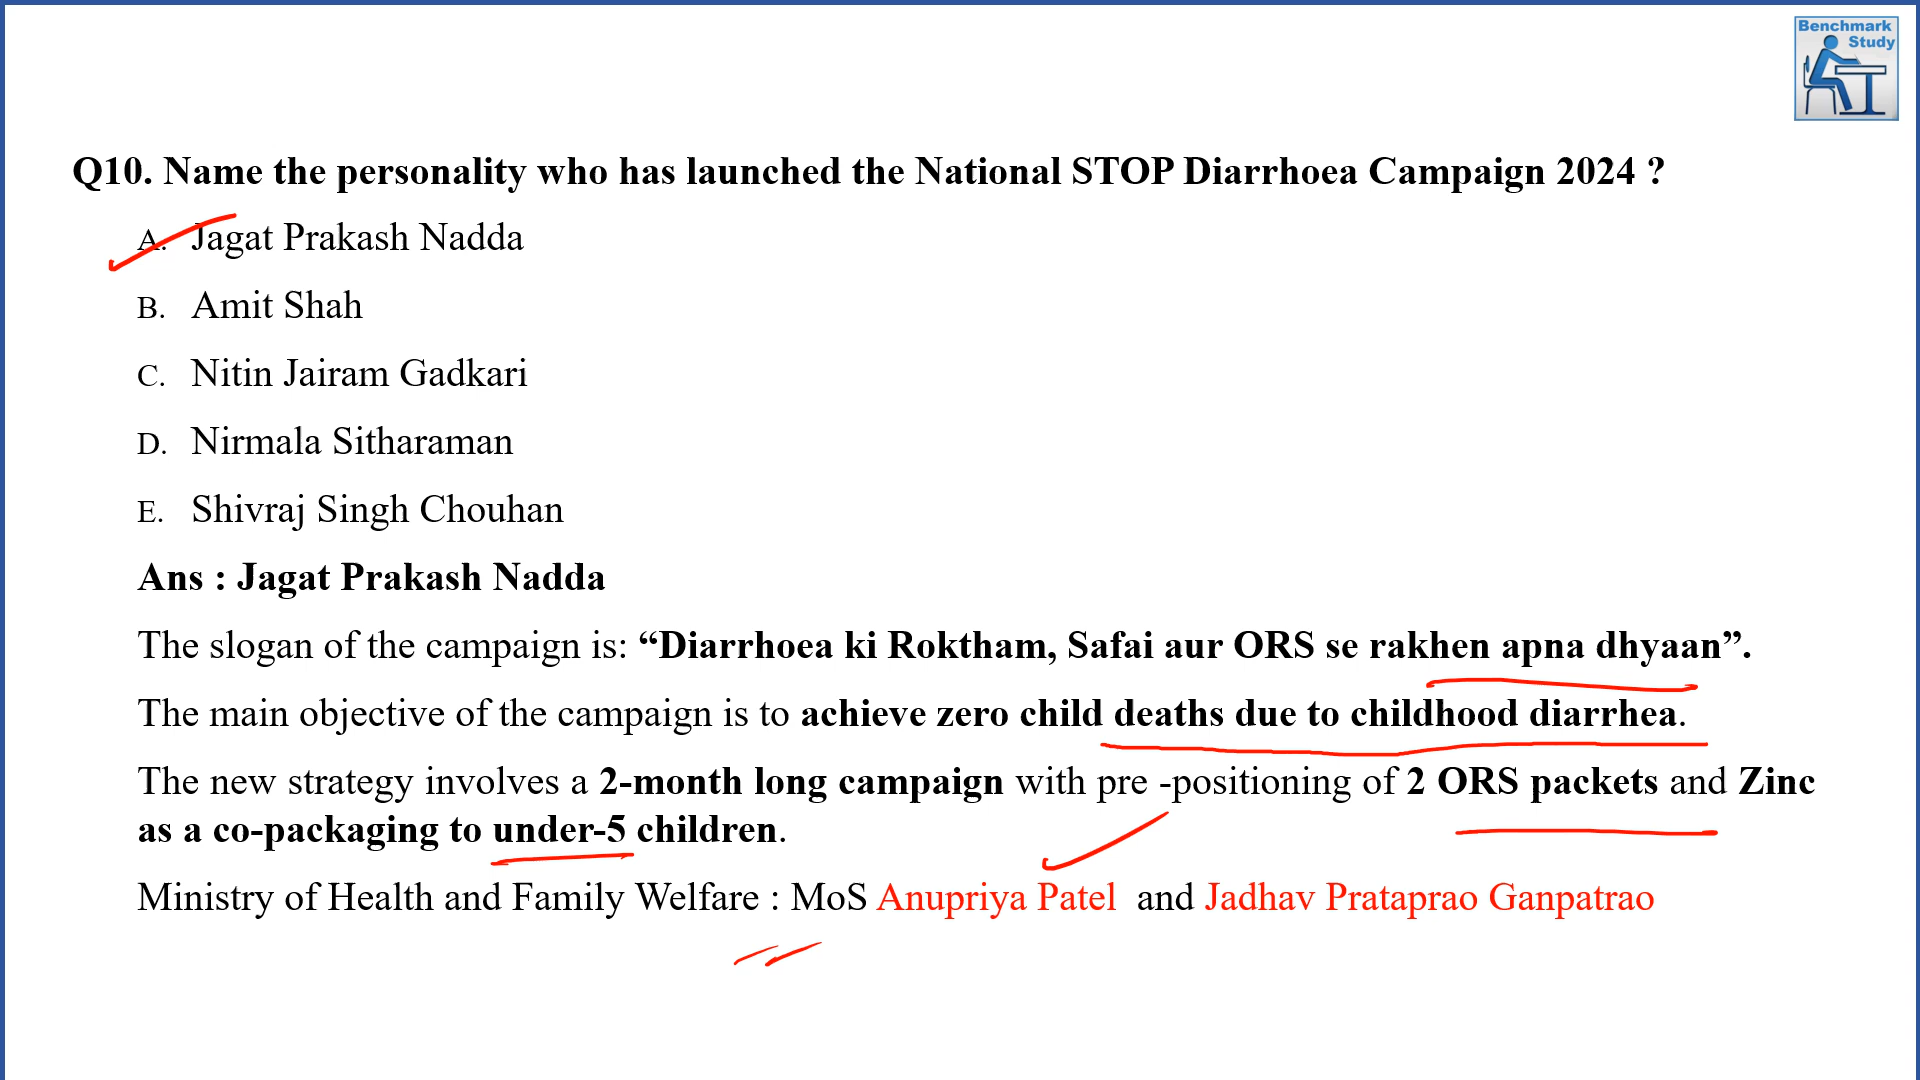 Benchmark
Study
Q10. Name the personality who has launched the National STOP Diarrhoea Campaign 2024 ?
A. Jagat Prakash Nadda
B. Amit Shah
C. Nitin Jairam Gadkari
D. Nirmala Sitharaman
E. Shivraj Singh Chouhan
Ans : Jagat Prakash Nadda
The slogan of the campaign is: “Diarrhoea ki Roktham, Safai aur ORS se rakhen apna dhyaan”.
The main objective of the campaign is to achieve zero child deaths due to childhood diarrhea.
The new strategy involves a 2-month long campaign with pre -positioning of 2 ORS packets and Zinc
as a co-packaging to under-5 children.
Ministry of Health and Family Welfare : MoS Anupriya Patel and Jadhav Prataprao Ganpatrao